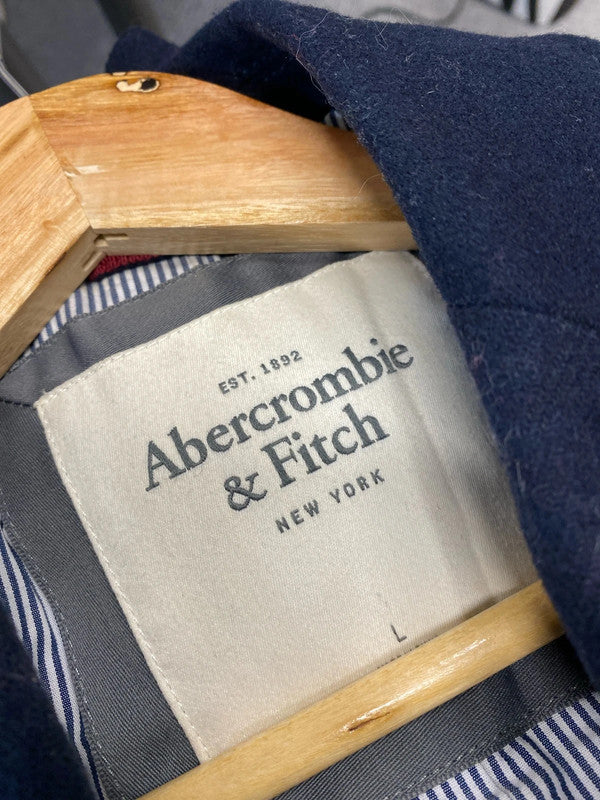 EST. 1892
Abercrombie
& Fitch
NEW YORK
L